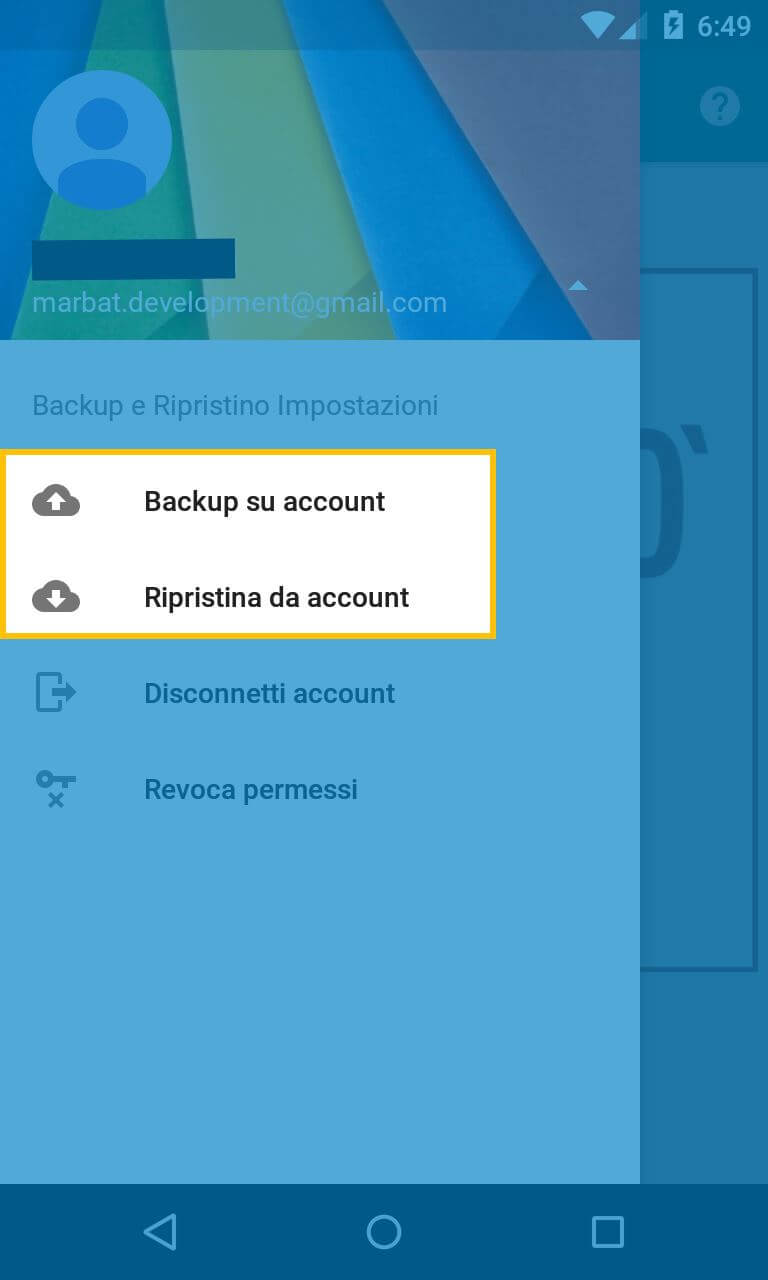 6:49
?
marbat.development@gmail.com
Backup e Ripristino Impostazioni
Backup su account
Ripristina da account
Disconnetti account
Revoca permessi